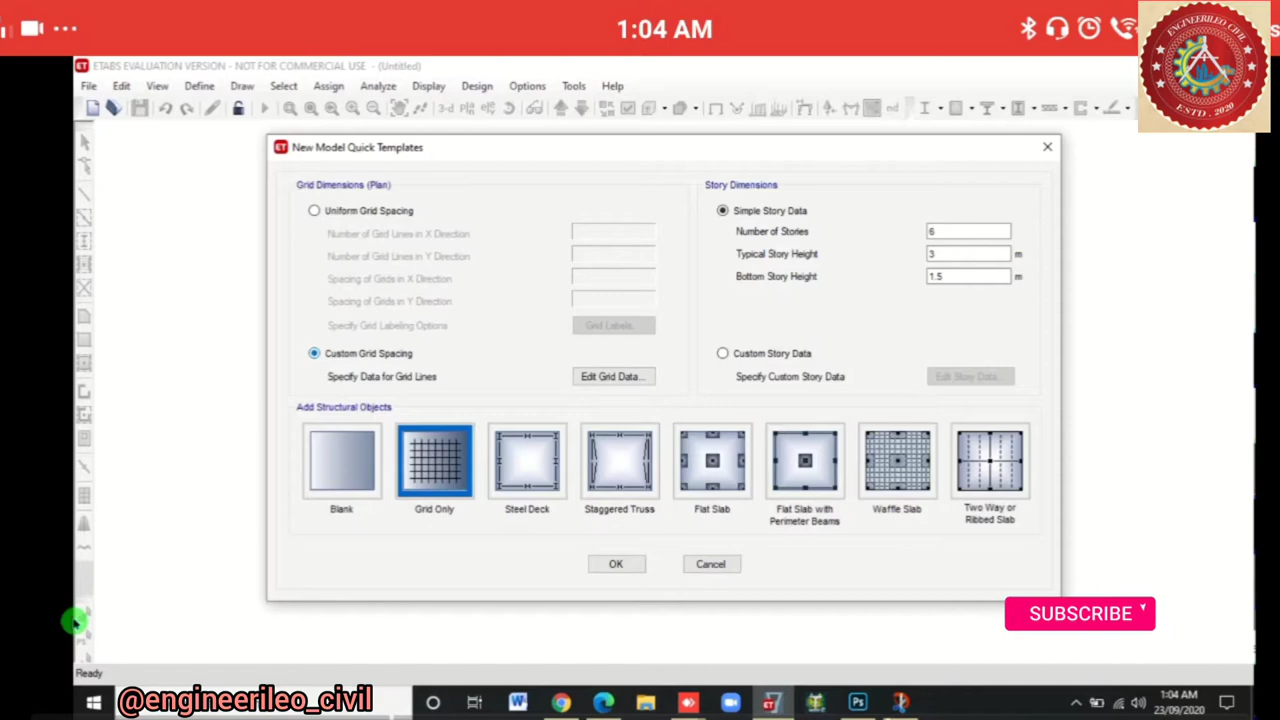 1:04 AM
ENGINEERILEO CIVIL
ESTD . 2020
ETABS EVALUATION VERSION - NOT FOR COMMERCIAL USE - (Untitled)
File Edit View Define Draw Select Assign Analyze Display Design Options Tools Help
3-d
nd
New Model Quick Templates
Grid Dimensions (Plan)
Uniform Grid Spacing
Number of Grid Lines in X Direction
Number of Grid Lines in Y Direction
Spacing of Grids in X Direction
Spacing of Grids in Y Direction
Specify Grid Labeling Options
Grid Labels...
Custom Grid Spacing
Specify Data for Grid Lines
Edit Grid Data...
Story Dimensions
Simple Story Data
Number of Stories 6
Typical Story Height 3 m
Bottom Story Height 1.5 m
Custom Story Data
Specify Custom Story Data
Edit Story Data...
Add Structural Objects
Blank
Grid Only
Steel Deck
Staggered Truss
Flat Slab
Flat Slab with
Perimeter Beams
Waffle Slab
Two Way or
Ribbed Slab
OK
Cancel
SUBSCRIBE
Ready
@engineerileo_civil
1:04 AM
23/09/2020